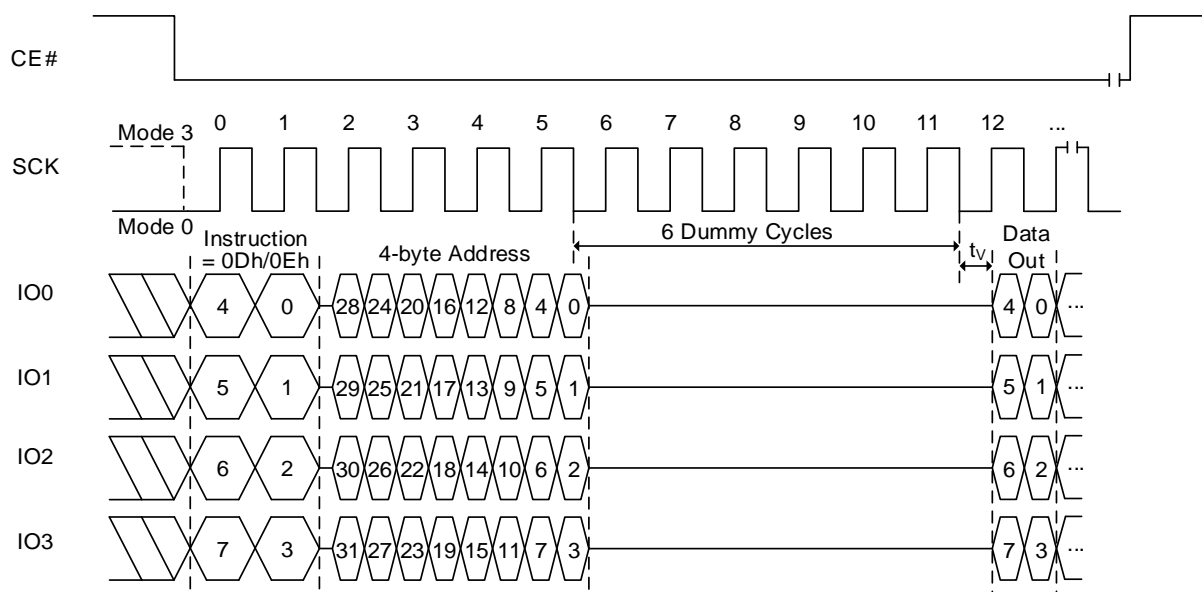 CE#
0 1 2 3 4 5 6 7 8 9 10 11 12 ...
Mode 3
SCK
Mode 0
6 Dummy Cycles
Data
Instruction
4-byte Address
tV
Out
= 0Dh/0Eh
IO0 4 0 28 24 20 16 12 8 4 0 4 0 ...
IO1 5 1 29 25 21 17 13 9 5 1 5 1 ...
IO2 6 2 30 26 22 18 14 10 6 2 6 2 ...
IO3 7 3 31 27 23 19 15 11 7 3 7 3 ...